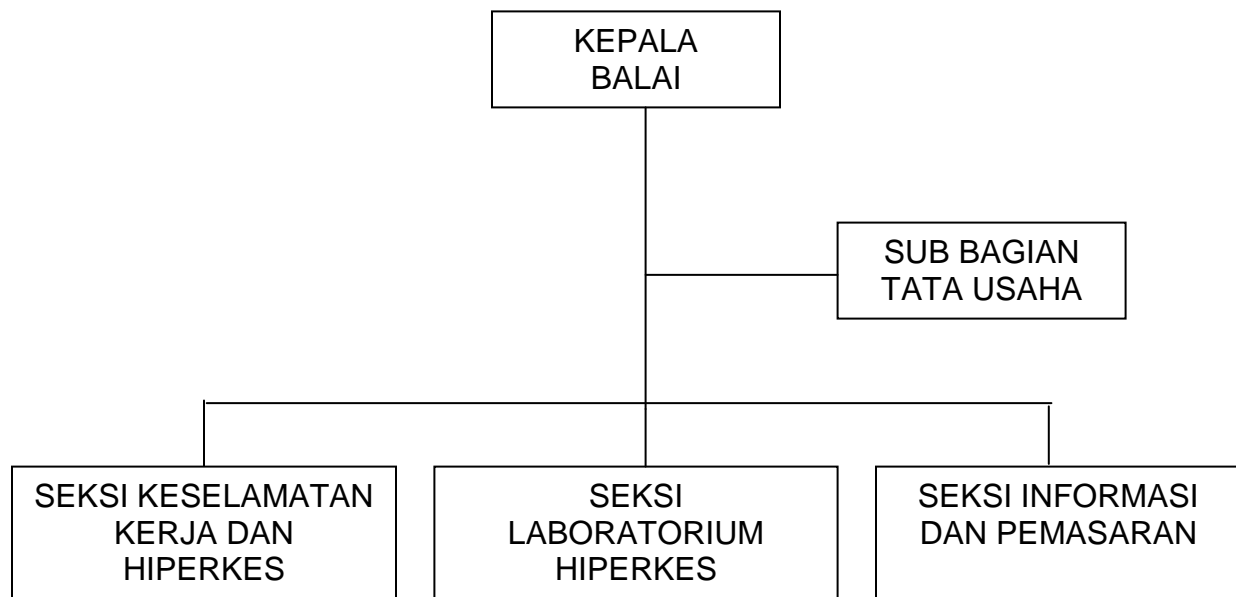 KEPALA
BALAI
SUB BAGIAN
TATA USAHA
SEKSI KESELAMATAN
KERJA DAN
HIPERKES
SEKSI
LABORATORIUM
HIPERKES
SEKSI INFORMASI
DAN PEMASARAN